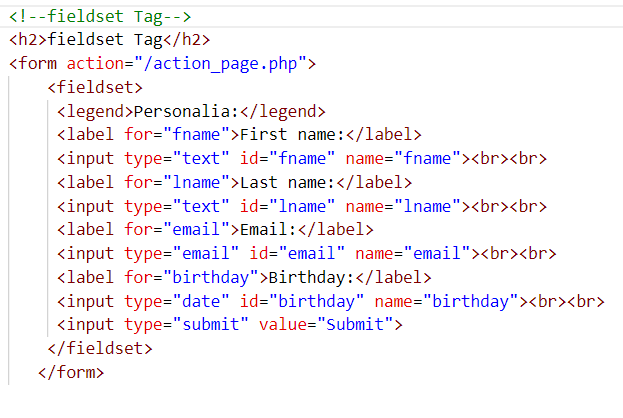 <!--fieldset Tag-->
<h2>fieldset Tag</h2>
<form action="/action_page.php">
<fieldset>
<legend>Personalia:</legend>
<label for="fname">First name:</label>
<input type="text" id="fname" name="fname"><br><br>
<label for="lname">Last name:</label>
<input type="text" id="lname" name="lname"><br><br>
<label for="email">Email:</label>
<input type="email" id="email" name="email"><br><br>
<label for="birthday">Birthday:</label>
<input type="date" id="birthday" name="birthday"><br><br>
<input type="submit" value="Submit">
</fieldset>
</form>